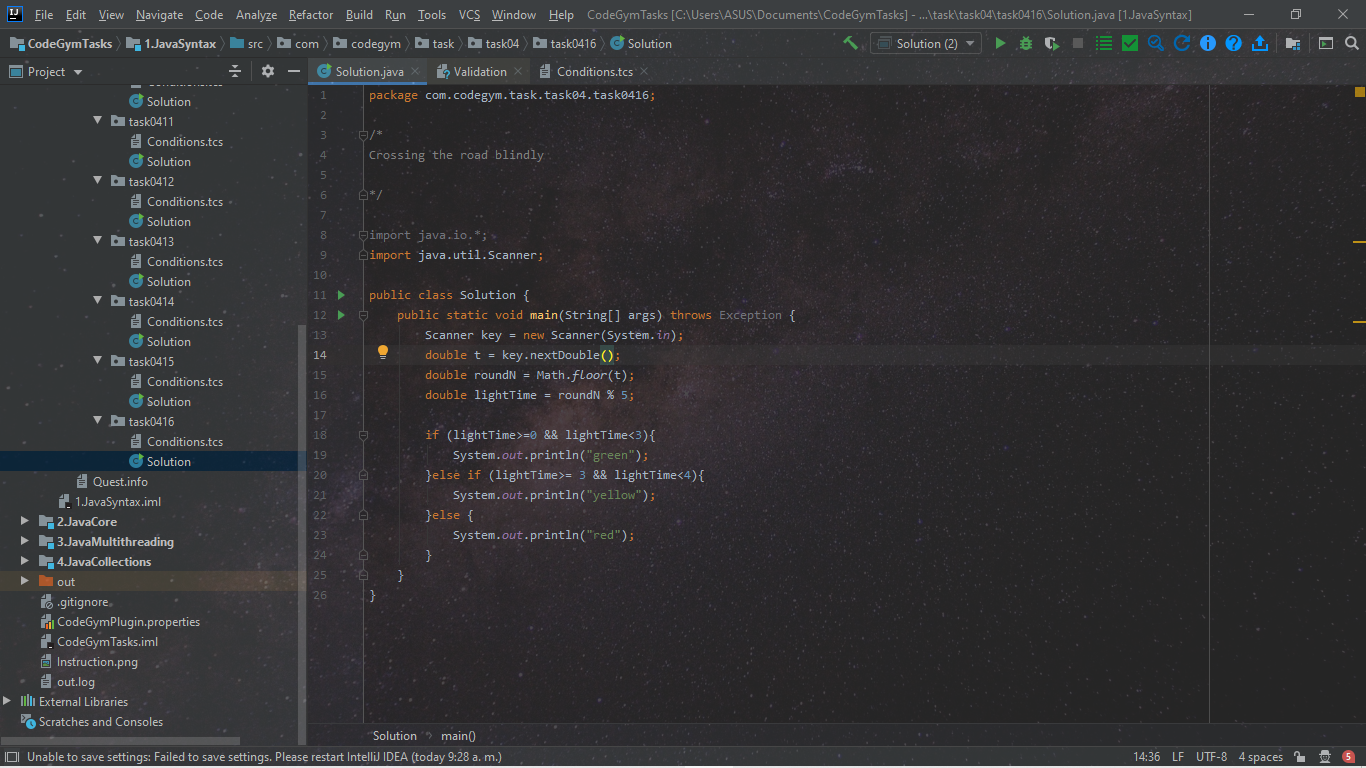 File Edit View Navigate Code Analyze Refactor Build Run Tools VCS Window Help CodeGymTasks [C:\Users\ASUS\Documents\CodeGymTasks] - ...\task\task04\task0416\Solution.java [1.JavaSyntax]
CodeGymTasks 1.JavaSyntax src com codegym task task04 task0416 Solution Solution (2)
Project
Solution.java Validation Conditions.tcs
Solution
task0411
Conditions.tcs
Solution
task0412
Conditions.tcs
Solution
task0413
Conditions.tcs
Solution
task0414
Conditions.tcs
Solution
task0415
Conditions.tcs
Solution
task0416
Conditions.tcs
Solution
Quest.info
1.JavaSyntax.iml
2.JavaCore
3.JavaMultithreading
4.JavaCollections
out
.gitignore
CodeGymPlugin.properties
CodeGymTasks.iml
Instruction.png
out.log
External Libraries
Scratches and Consoles
1 package com.codegym.task.task04.task0416;
2
3 /*
4 Crossing the road blindly
5
6 */
7
8 import java.io.*;
9 import java.util.Scanner;
10
11 public class Solution {
12 public static void main(String[] args) throws Exception {
13 Scanner key = new Scanner(System.in);
14 double t = key.nextDouble();
15 double roundN = Math.floor(t);
16 double lightTime = roundN % 5;
17
18 if (lightTime>=0 && lightTime<3){
19 System.out.println("green");
20 }else if (lightTime>= 3 && lightTime<4){
21 System.out.println("yellow");
22 }else {
23 System.out.println("red");
24 }
25 }
26 }
Solution main()
Unable to save settings: Failed to save settings. Please restart IntelliJ IDEA (today 9:28 a. m.) 14:36 LF UTF-8 4 spaces 5